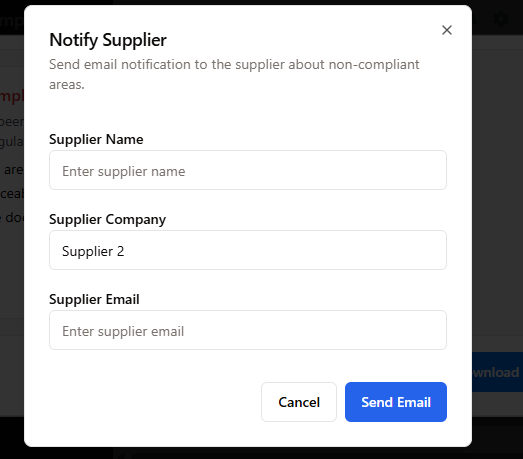 Notify Supplier
Send email notification to the supplier about non-compliant
areas.
Supplier Name
Enter supplier name
Supplier Company
Supplier 2
Supplier Email
Enter supplier email
Cancel
Send Email